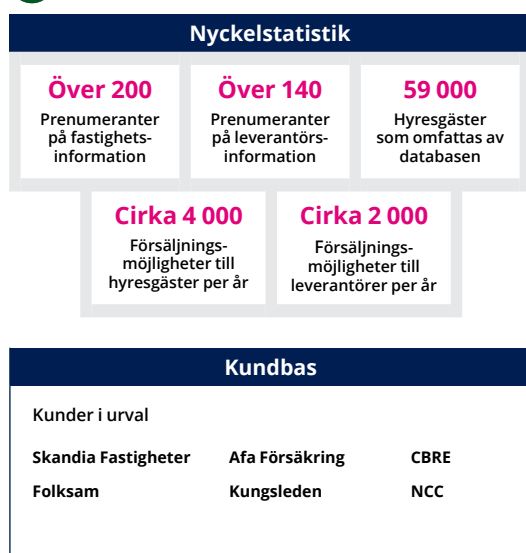 Nyckelstatistik
Över 200
Prenumeranter
på fastighets-
information
Över 140
Prenumeranter
på leverantörs-
information
59 000
Hyresgäster
som omfattas av
databasen
Cirka 4 000
Försäljnings-
möjligheter till
hyresgäster per år
Cirka 2 000
Försäljnings-
möjligheter till
leverantörer per år
Kundbas
Kunder i urval
Skandia Fastigheter Afa Försäkring CBRE
Folksam Kungsleden NCC